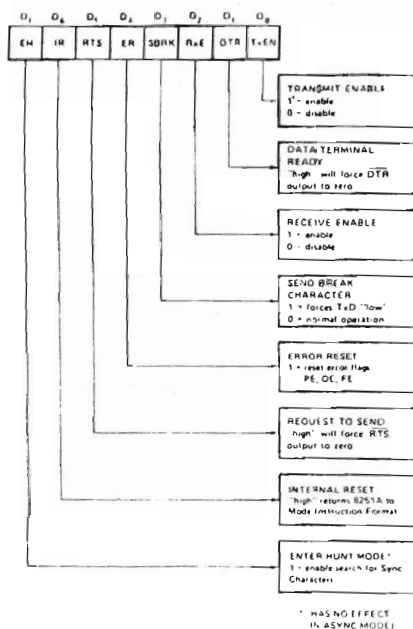 D7 D6 D5 D4 D3 D2 D1 D0
EH IR RTS ER SBRK RxE DTR TxEN
TRANSMIT ENABLE
1 - enable
0 - disable
DATA TERMINAL
READY
"high" will force DTR
output to zero
RECEIVE ENABLE
1 - enable
0 - disable
SEND BREAK
CHARACTER
1 = forces TxD "low"
0 = normal operation
ERROR RESET
1 = reset error flags
PE, OE, FE
REQUEST TO SEND
"high" will force RTS
output to zero
INTERNAL RESET
"high" returns 8251A to
Mode Instruction Format
ENTER HUNT MODE*
1 = enable search for Sync
Characters
* HAS NO EFFECT
IN ASYNC MODE)